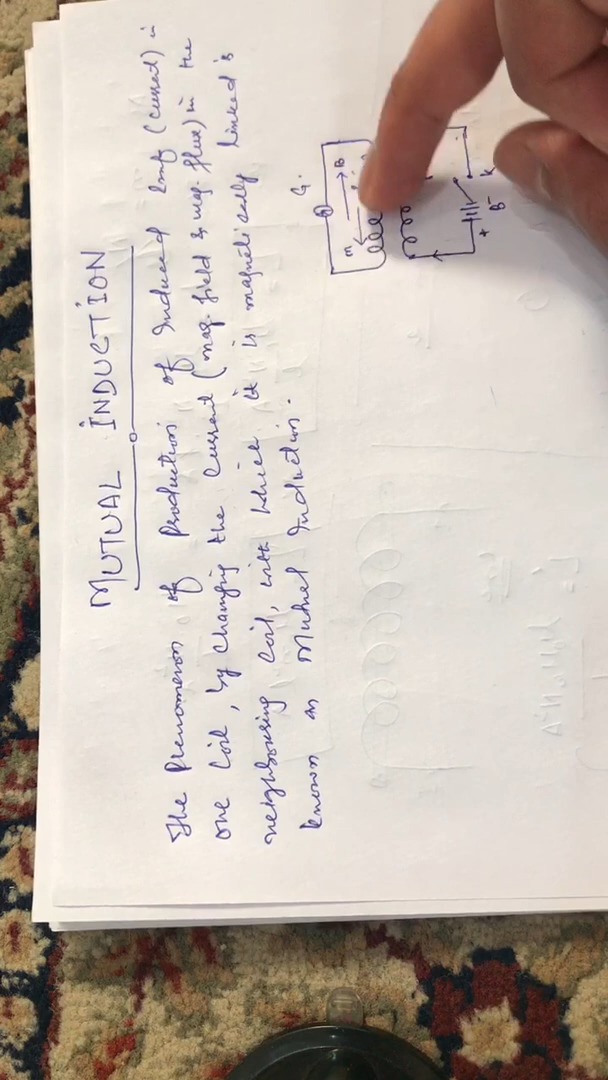 MUTUAL INDUCTION
The Phenomenon of Production of Induced emf (current) in
one Coil, by changing the current (mag. field & mag. flux) in the
neighbouring Coil, with which it is magnetically linked is
known as Mutual Induction.
G.
m
B
+
B
K